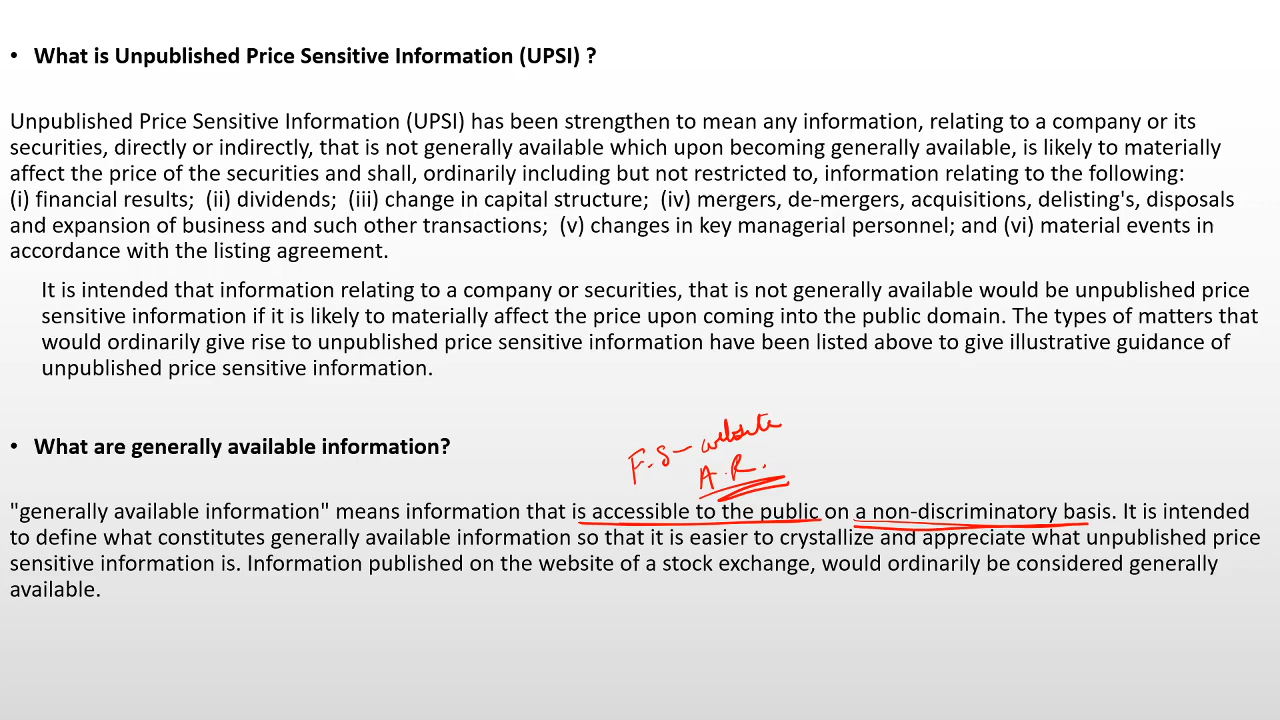 • What is Unpublished Price Sensitive Information (UPSI) ?
Unpublished Price Sensitive Information (UPSI) has been strengthen to mean any information, relating to a company or its
securities, directly or indirectly, that is not generally available which upon becoming generally available, is likely to materially
affect the price of the securities and shall, ordinarily including but not restricted to, information relating to the following:
(i) financial results; (ii) dividends; (iii) change in capital structure; (iv) mergers, de-mergers, acquisitions, delisting's, disposals
and expansion of business and such other transactions; (v) changes in key managerial personnel; and (vi) material events in
accordance with the listing agreement.
It is intended that information relating to a company or securities, that is not generally available would be unpublished price
sensitive information if it is likely to materially affect the price upon coming into the public domain. The types of matters that
would ordinarily give rise to unpublished price sensitive information have been listed above to give illustrative guidance of
unpublished price sensitive information.
• What are generally available information?
F.S- website
A.R.
"generally available information" means information that is accessible to the public on a non-discriminatory basis. It is intended
to define what constitutes generally available information so that it is easier to crystallize and appreciate what unpublished price
sensitive information is. Information published on the website of a stock exchange, would ordinarily be considered generally
available.